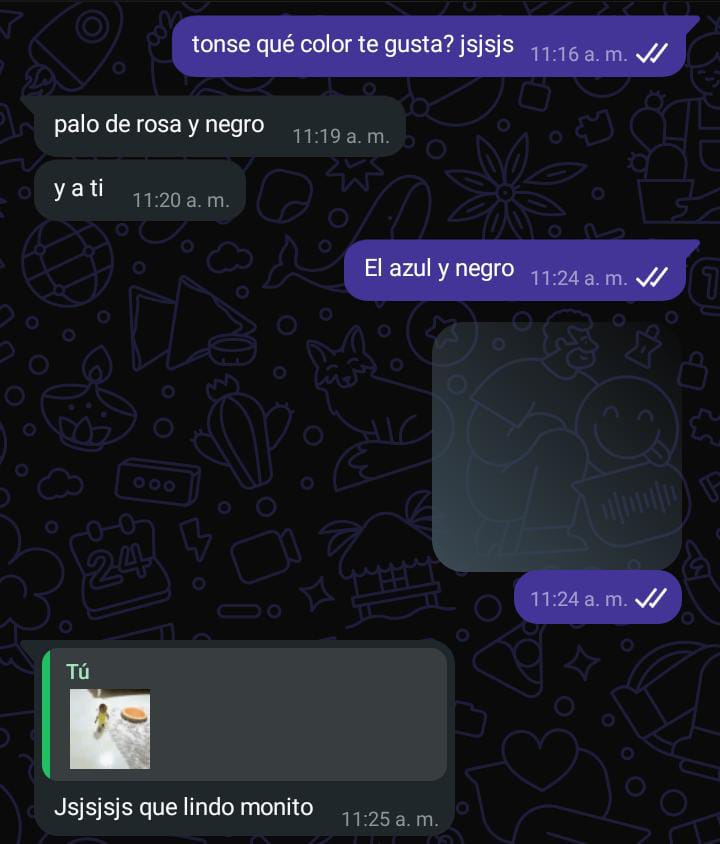 tonse qué color te gusta? jsjsjs 11:16 a. m.
palo de rosa y negro 11:19 a. m.
y a ti 11:20 a. m.
El azul y negro 11:24 a. m.
24
11:24 a. m.
Tú
Jsjsjsjs que lindo monito 11:25 a. m.